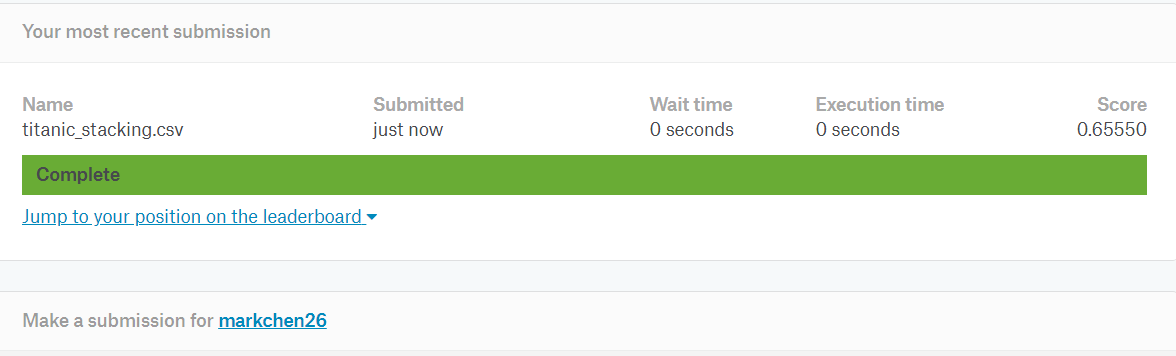 Your most recent submission
Name Submitted Wait time Execution time Score
titanic_stacking.csv just now 0 seconds 0 seconds 0.65550
Complete
Jump to your position on the leaderboard
Make a submission for markchen26